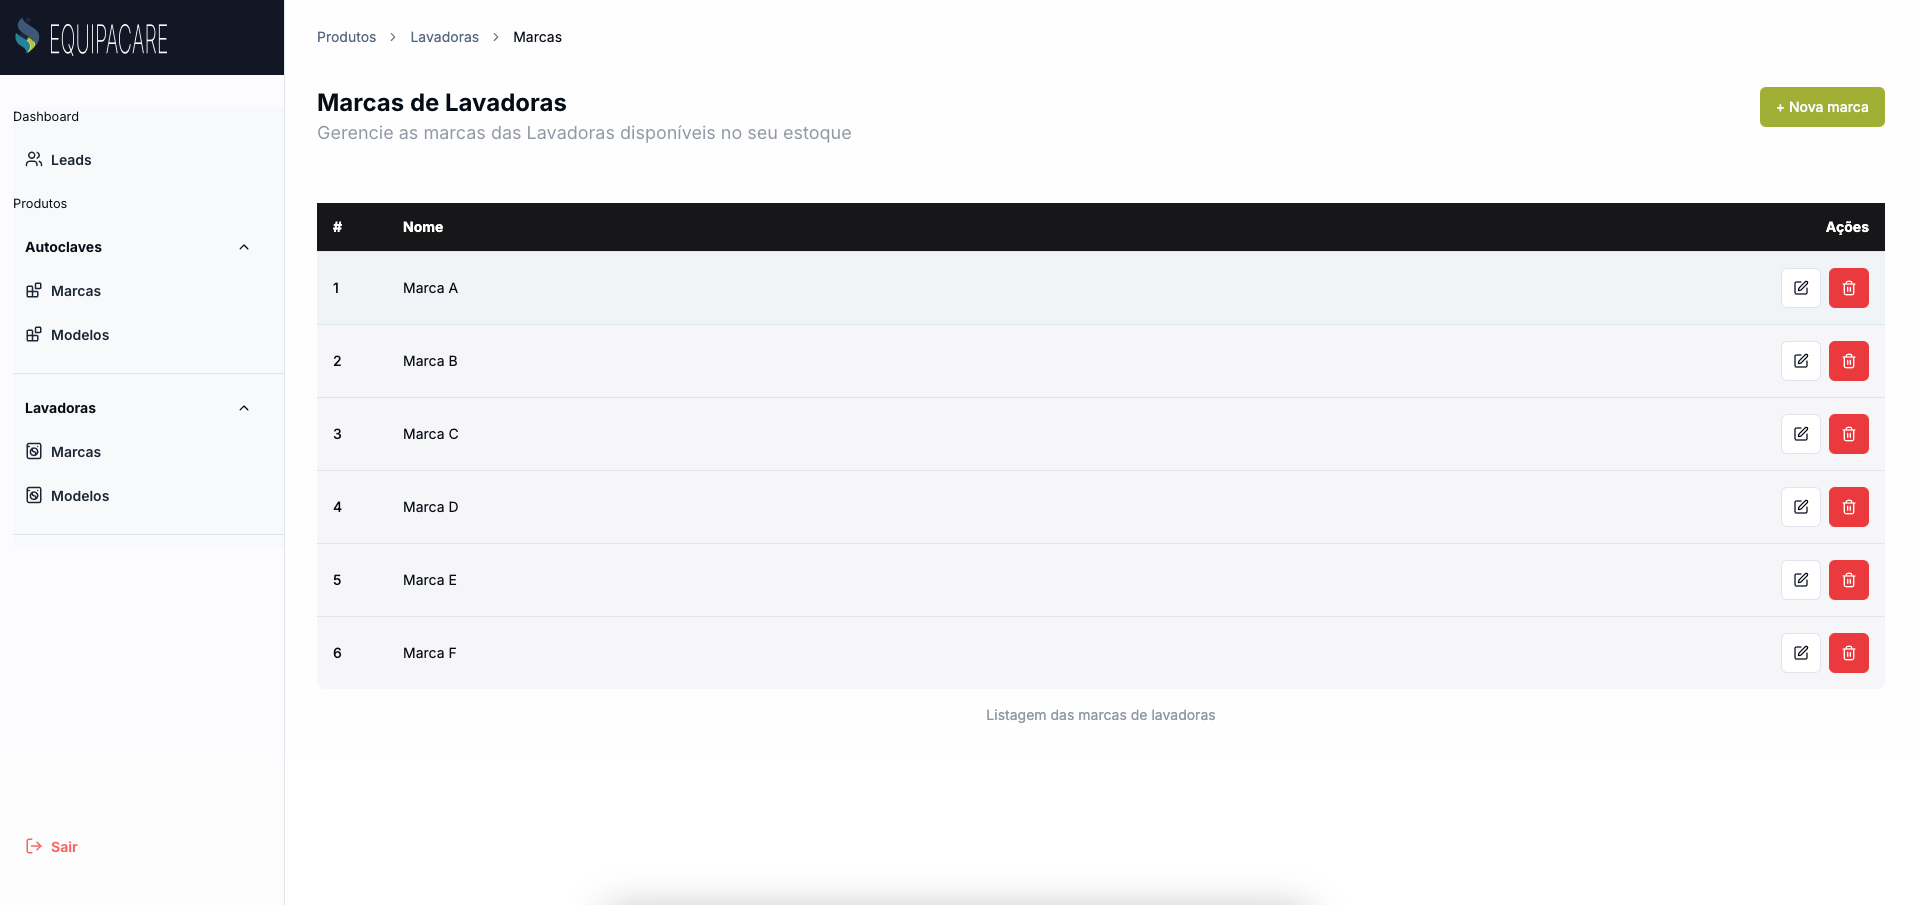 EQUIPACARE
Dashboard
Leads
Produtos
Autoclaves
Marcas
Modelos
Lavadoras
Marcas
Modelos
Sair
Produtos > Lavadoras > Marcas
Marcas de Lavadoras
Gerencie as marcas das Lavadoras disponíveis no seu estoque
+ Nova marca
# Nome Ações
1 Marca A
2 Marca B
3 Marca C
4 Marca D
5 Marca E
6 Marca F
Listagem das marcas de lavadoras